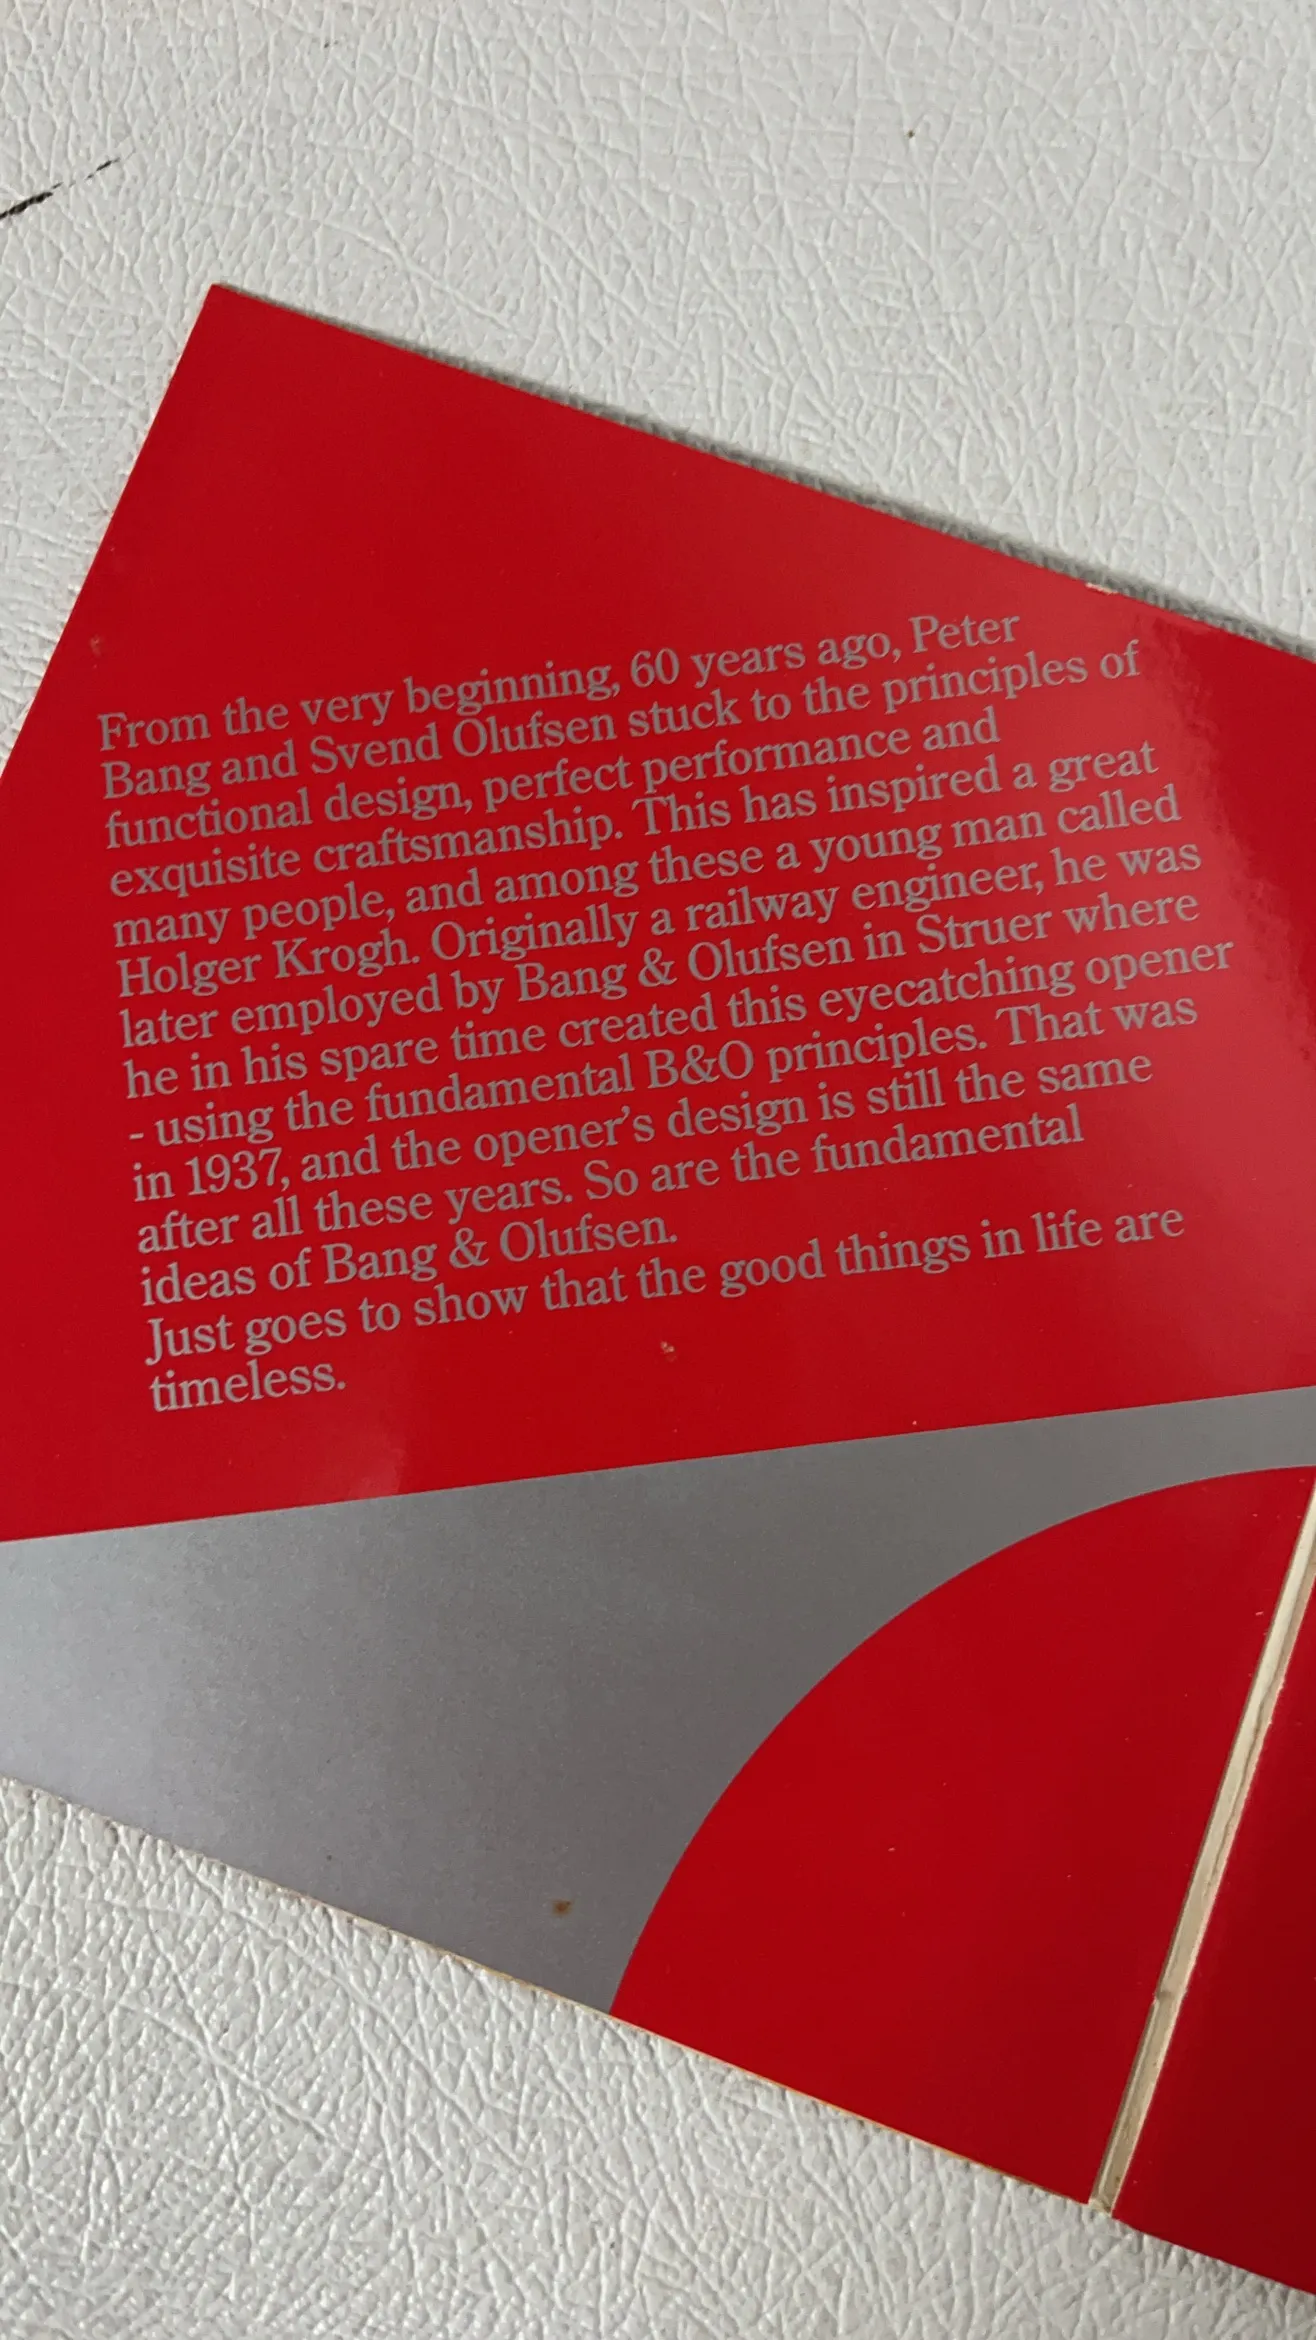 From the very beginning, 60 years ago, Peter
Bang and Svend Olufsen stuck to the principles of
functional design, perfect performance and
exquisite craftsmanship. This has inspired a great
many people, and among these a young man called
Holger Krogh. Originally a railway engineer, he was
later employed by Bang & Olufsen in Struer where
he in his spare time created this eyecatching opener
- using the fundamental B&O principles. That was
in 1937, and the opener's design is still the same
after all these years. So are the fundamental
ideas of Bang & Olufsen.
Just goes to show that the good things in life are
timeless.